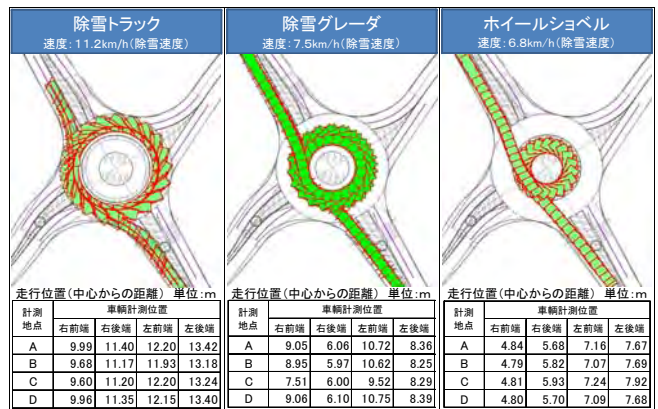 除雪トラック
速度：11.2km/h(除雪速度)
走行位置(中心からの距離) 単位：m
計測地点 車輌計測位置
右前端 右後端 左前端 左後端
A 9.99 11.40 12.20 13.42
B 9.68 11.17 11.93 13.18
C 9.60 11.20 12.20 13.24
D 9.96 11.35 12.15 13.40
除雪グレーダ
速度：7.5km/h(除雪速度)
走行位置(中心からの距離) 単位：m
計測地点 車輌計測位置
右前端 右後端 左前端 左後端
A 9.05 6.06 10.72 8.36
B 8.95 5.97 10.62 8.25
C 7.51 6.00 9.52 8.29
D 9.06 6.10 10.75 8.39
ホイールショベル
速度：6.8km/h(除雪速度)
走行位置(中心からの距離) 単位：m
計測地点 車輌計測位置
右前端 右後端 左前端 左後端
A 4.84 5.68 7.16 7.67
B 4.79 5.82 7.07 7.69
C 4.81 5.93 7.24 7.92
D 4.80 5.70 7.09 7.68